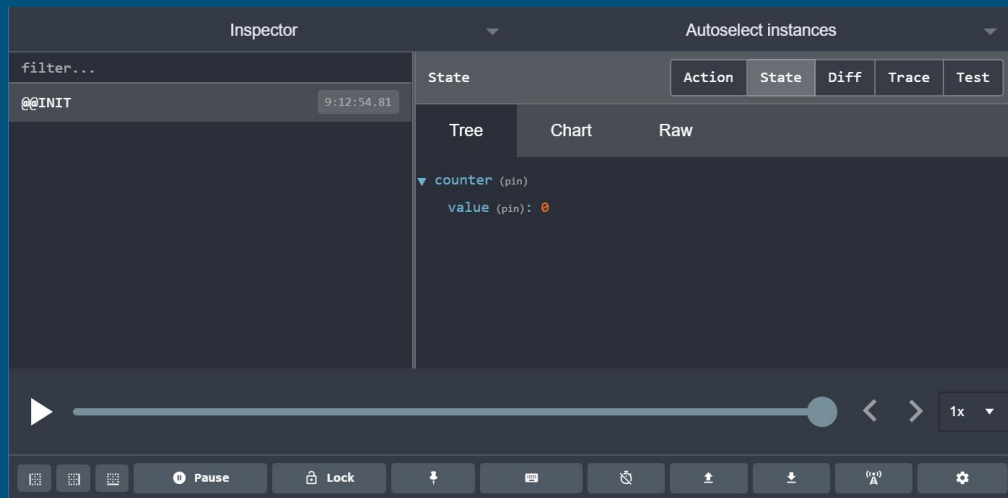 Inspector
Autoselect instances
filter...
@@INIT
9:12:54.81
State
Action
State
Diff
Trace
Test
Tree
Chart
Raw
counter (pin)
value (pin): 0
1x
Pause
Lock